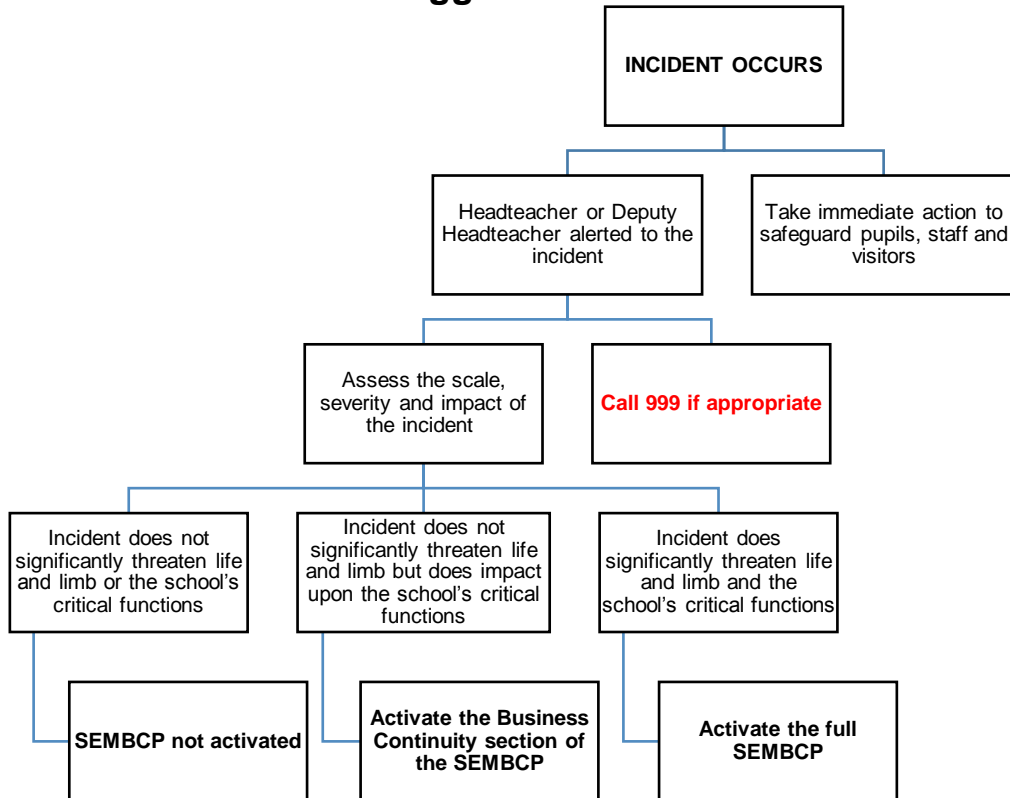 INCIDENT OCCURS
Headteacher or Deputy
Headteacher alerted to the
incident
Take immediate action to
safeguard pupils, staff and
visitors
Assess the scale,
severity and impact of
the incident
Call 999 if appropriate
Incident does not
significantly threaten life
and limb or the school’s
critical functions
Incident does not
significantly threaten life
and limb but does impact
upon the school’s critical
functions
Incident does
significantly threaten life
and limb and the
school’s critical functions
SEMBCP not activated
Activate the Business
Continuity section of
the SEMBCP
Activate the full
SEMBCP